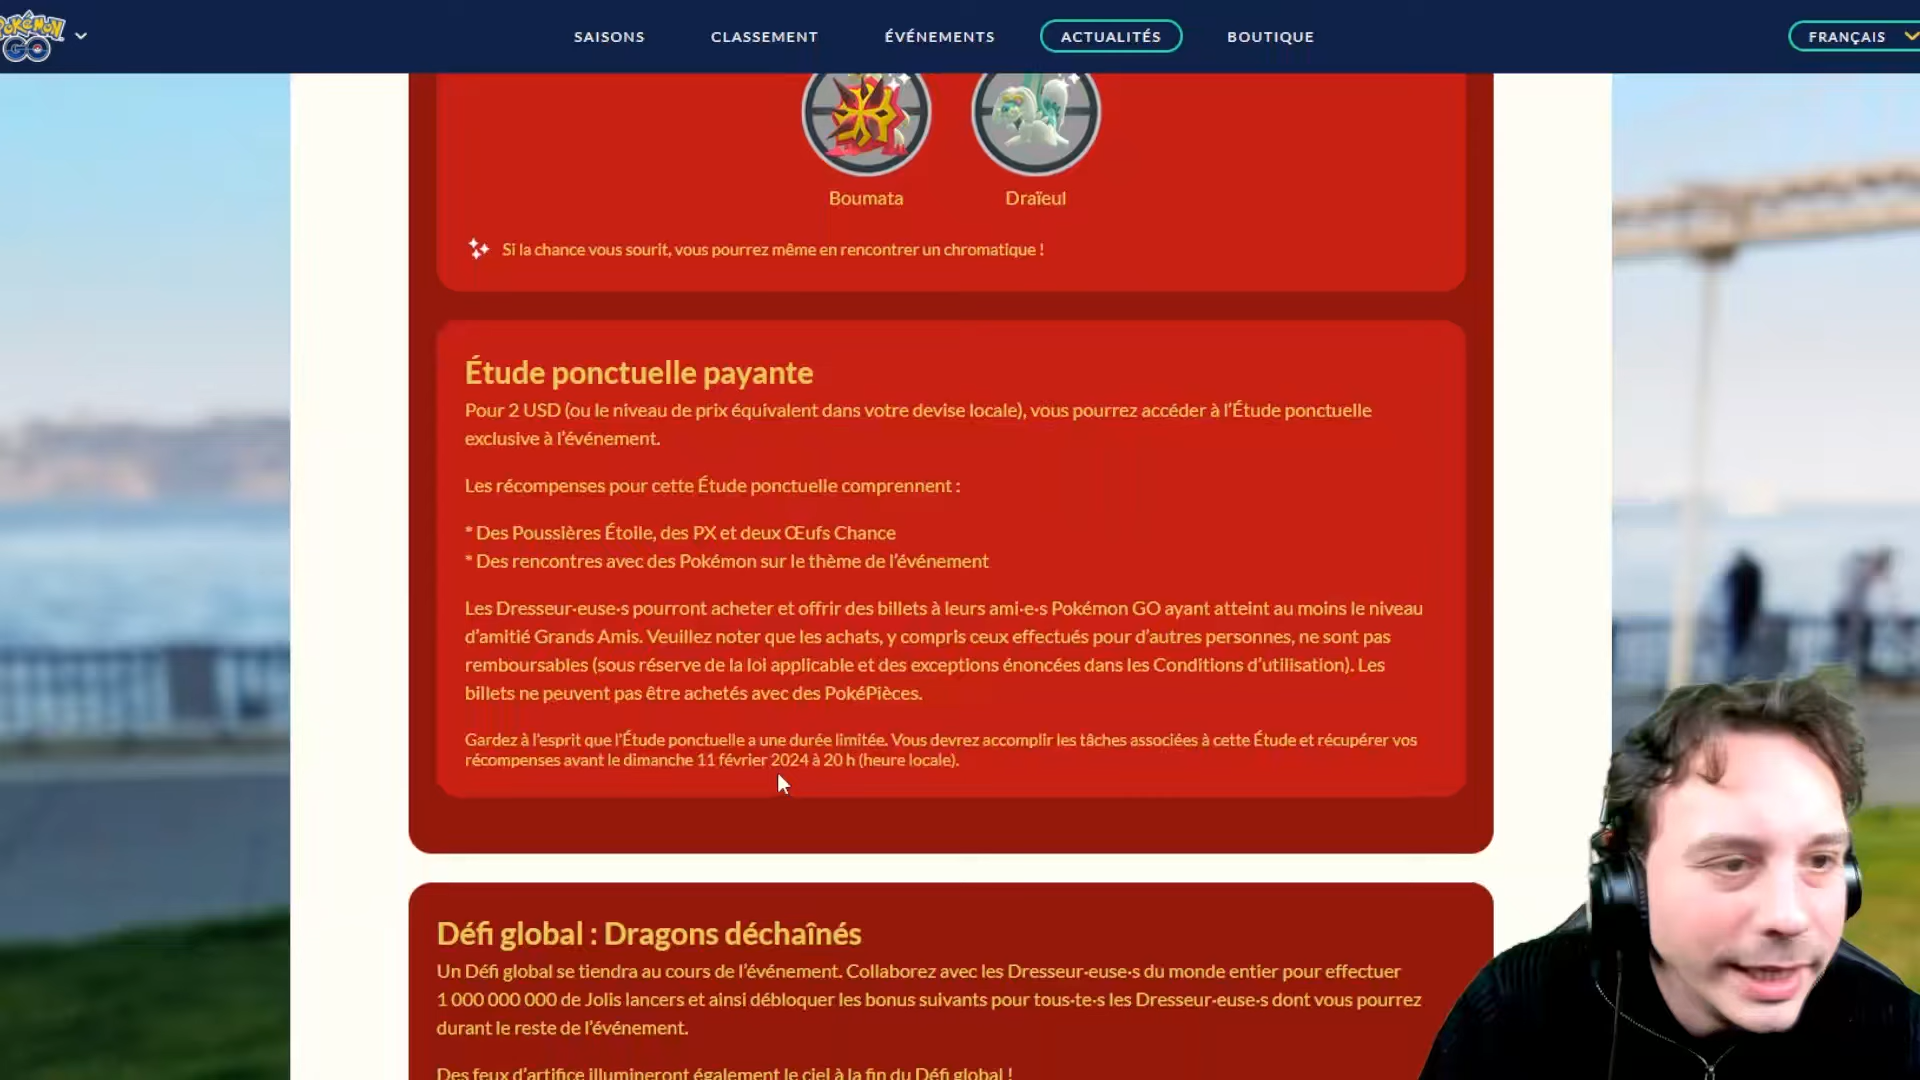 POKÉMON
GO
SAISONS
CLASSEMENT
ÉVÉNEMENTS
ACTUALITÉS
BOUTIQUE
FRANÇAIS
Boumata
Draïeul
Si la chance vous sourit, vous pourrez même en rencontrer un chromatique !
Étude ponctuelle payante
Pour 2 USD (ou le niveau de prix équivalent dans votre devise locale), vous pourrez accéder à l'Étude ponctuelle
exclusive à l'événement.
Les récompenses pour cette Étude ponctuelle comprennent :
* Des Poussières Étoile, des PX et deux Œufs Chance
* Des rencontres avec des Pokémon sur le thème de l'événement
Les Dresseur·euse·s pourront acheter et offrir des billets à leurs ami·e·s Pokémon GO ayant atteint au moins le niveau
d'amitié Grands Amis. Veuillez noter que les achats, y compris ceux effectués pour d'autres personnes, ne sont pas
remboursables (sous réserve de la loi applicable et des exceptions énoncées dans les Conditions d'utilisation). Les
billets ne peuvent pas être achetés avec des PokéPièces.
Gardez à l'esprit que l'Étude ponctuelle a une durée limitée. Vous devrez accomplir les tâches associées à cette Étude et récupérer vos
récompenses avant le dimanche 11 février 2024 à 20 h (heure locale).
Défi global : Dragons déchaînés
Un Défi global se tiendra au cours de l'événement. Collaborez avec les Dresseur·euse·s du monde entier pour effectuer
1 000 000 000 de Jolis lancers et ainsi débloquer les bonus suivants pour tous·te·s les Dresseur·euse·s dont vous pourrez
durant le reste de l'événement.
Des feux d'artifice illumineront également le ciel à la fin du Défi global !